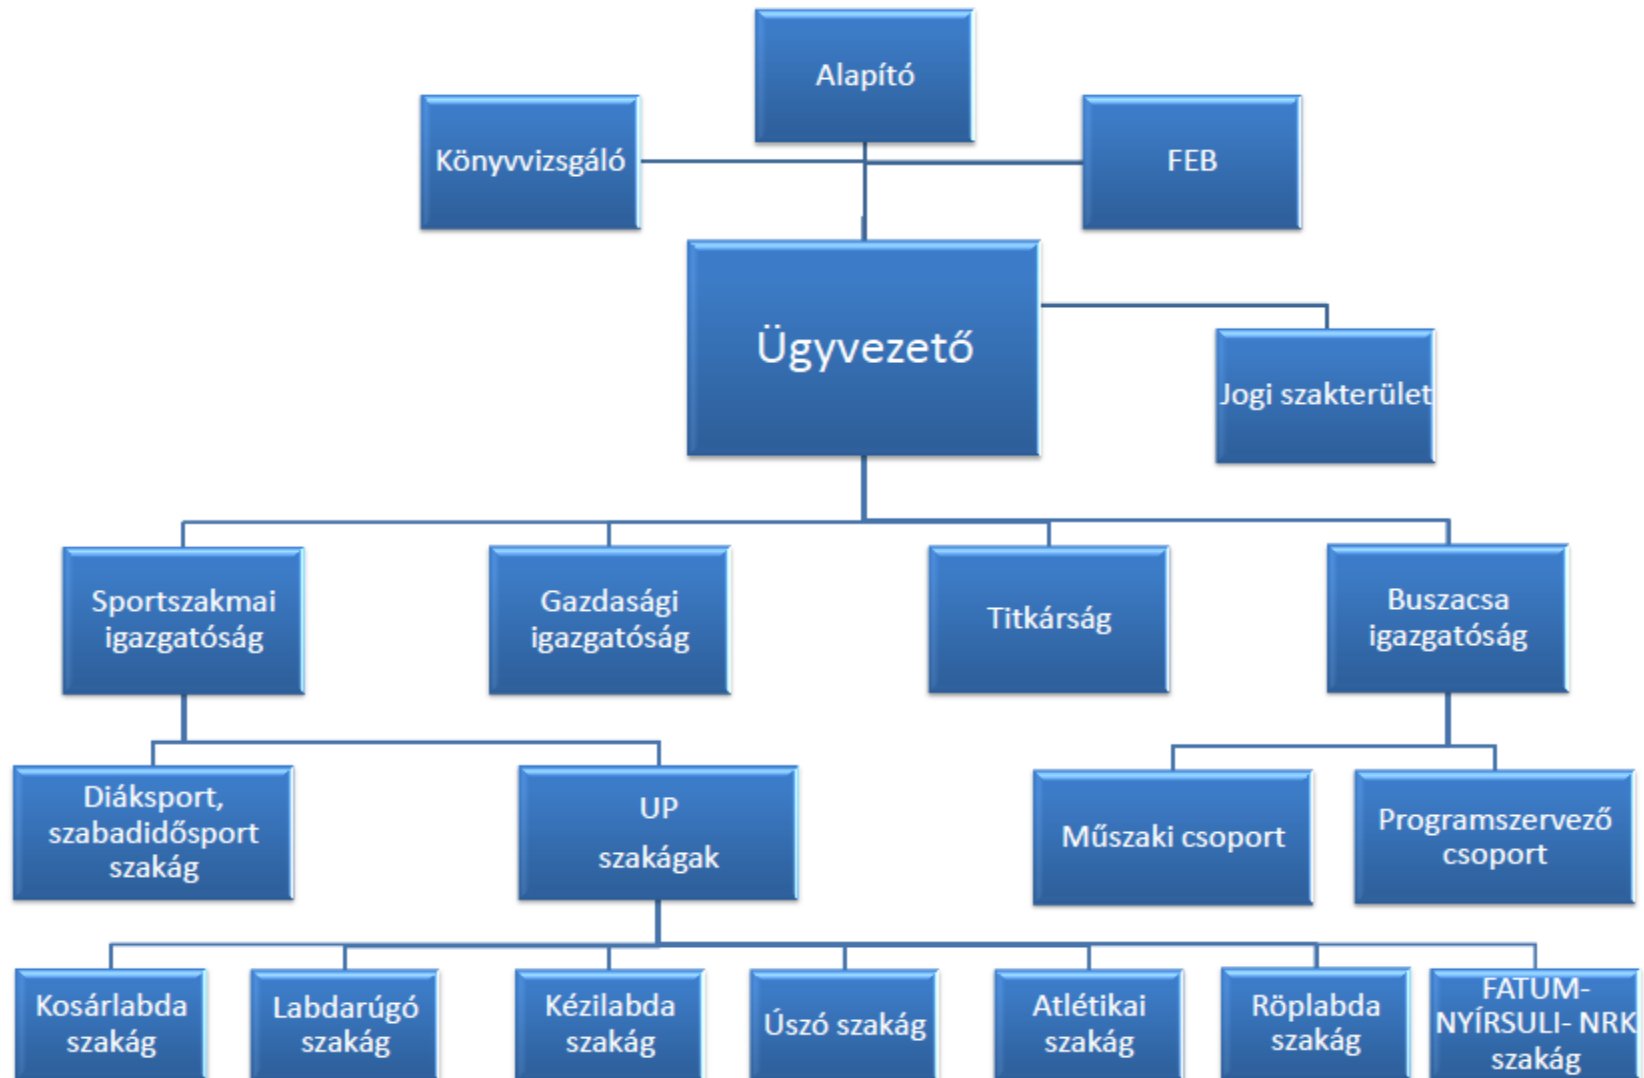 Alapító
Könyvvizsgáló
FEB
Ügyvezető
Jogi szakterület
Sportszakmai
igazgatóság
Gazdasági
igazgatóság
Titkárság
Buszacsa
igazgatóság
Diáksport,
szabadidősport
szakág
UP
szakágak
Műszaki csoport
Programszervező
csoport
Kosárlabda
szakág
Labdarúgó
szakág
Kézilabda
szakág
Úszó szakág
Atlétikai
szakág
Röplabda
szakág
FATUM-
NYÍRSULI- NRK
szakág